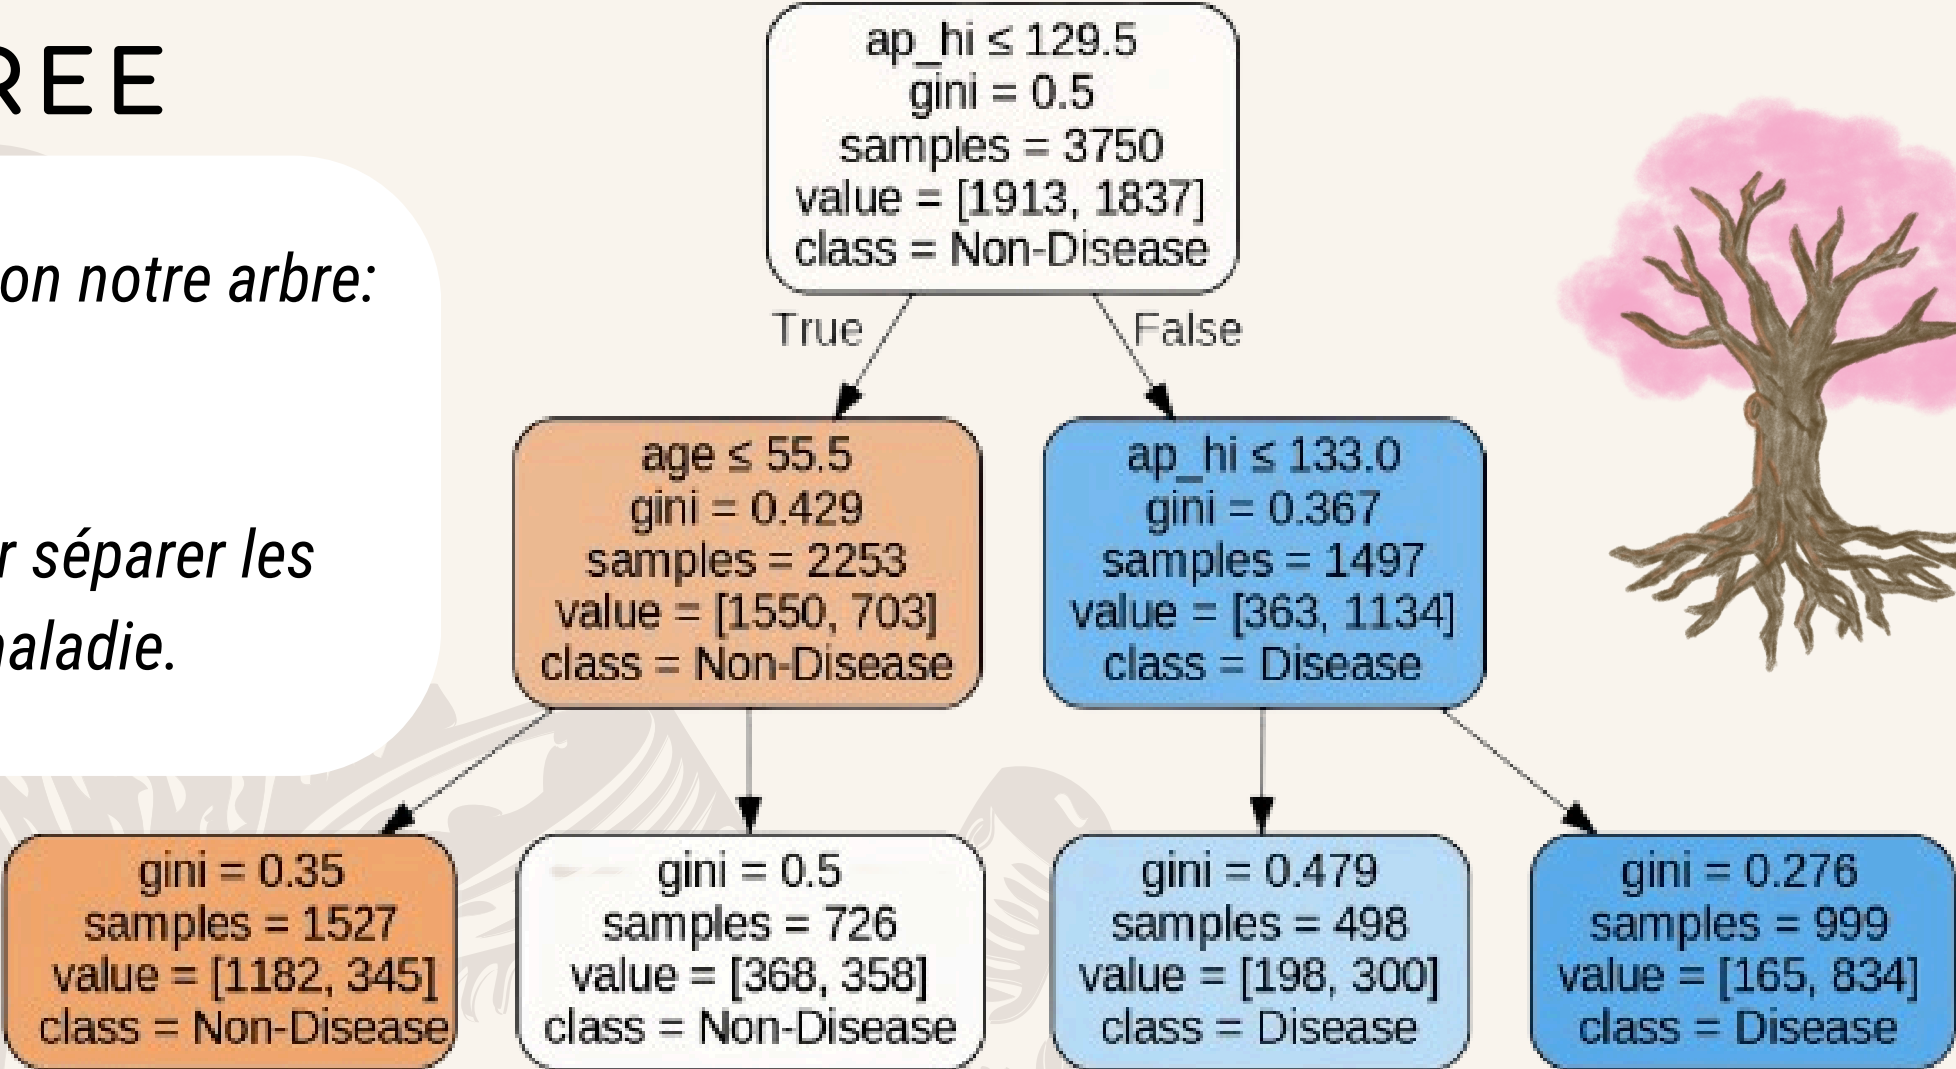 REE
on notre arbre:
r séparer les
aladie.
ap_hi ≤ 129.5
gini = 0.5
samples = 3750
value = [1913, 1837]
class = Non-Disease
True
False
age ≤ 55.5
gini = 0.429
samples = 2253
value = [1550, 703]
class = Non-Disease
ap_hi ≤ 133.0
gini = 0.367
samples = 1497
value = [363, 1134]
class = Disease
gini = 0.35
samples = 1527
value = [1182, 345]
class = Non-Disease
gini = 0.5
samples = 726
value = [368, 358]
class = Non-Disease
gini = 0.479
samples = 498
value = [198, 300]
class = Disease
gini = 0.276
samples = 999
value = [165, 834]
class = Disease